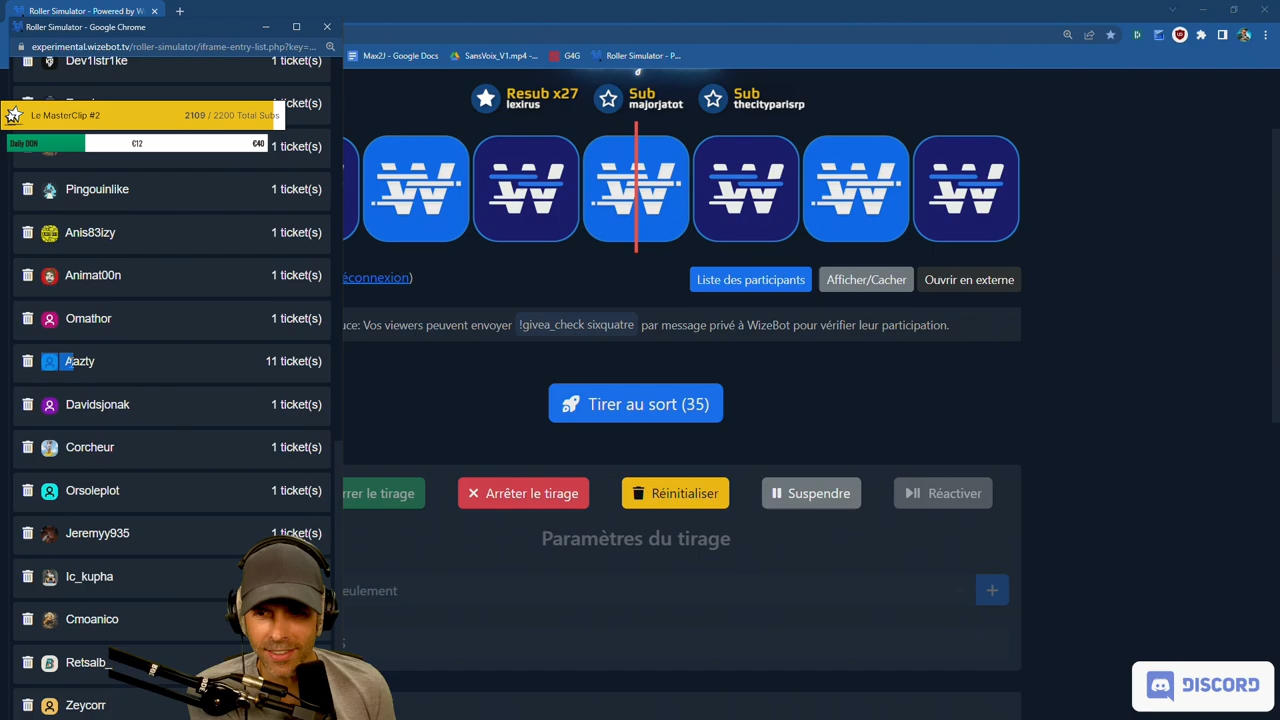 Roller Simulator - Powered by W
Roller Simulator - Google Chrome
experimental.wizebot.tv/roller-simulator/iframe-entry-list.php?key=...
Max2J - Google Docs
SansVoix_V1.mp4 -...
G4G
Roller Simulator - P...
Dev1lstr1ke
1 ticket(s)
Le MasterClip #2
2109 / 2200 Total Subs
Daily DON
€12
€40
Resub x27
lexirus
Sub
majorjatot
Sub
thecityparisrp
Pingouinlike
1 ticket(s)
Anis83izy
1 ticket(s)
Animat00n
1 ticket(s)
éconnexion)
Liste des participants
Afficher/Cacher
Ouvrir en externe
Omathor
1 ticket(s)
uce: Vos viewers peuvent envoyer !givea_check sixquatre par message privé à WizeBot pour vérifier leur participation.
Aazty
11 ticket(s)
Davidsjonak
1 ticket(s)
Tirer au sort (35)
Corcheur
1 ticket(s)
Orsoleplot
1 ticket(s)
rrer le tirage
Arrêter le tirage
Réinitialiser
Suspendre
Réactiver
Jeremyy935
1 ticket(s)
Paramètres du tirage
Ic_kupha
eulement
Cmoanico
Retsalb_
Zeycorr
DISCORD